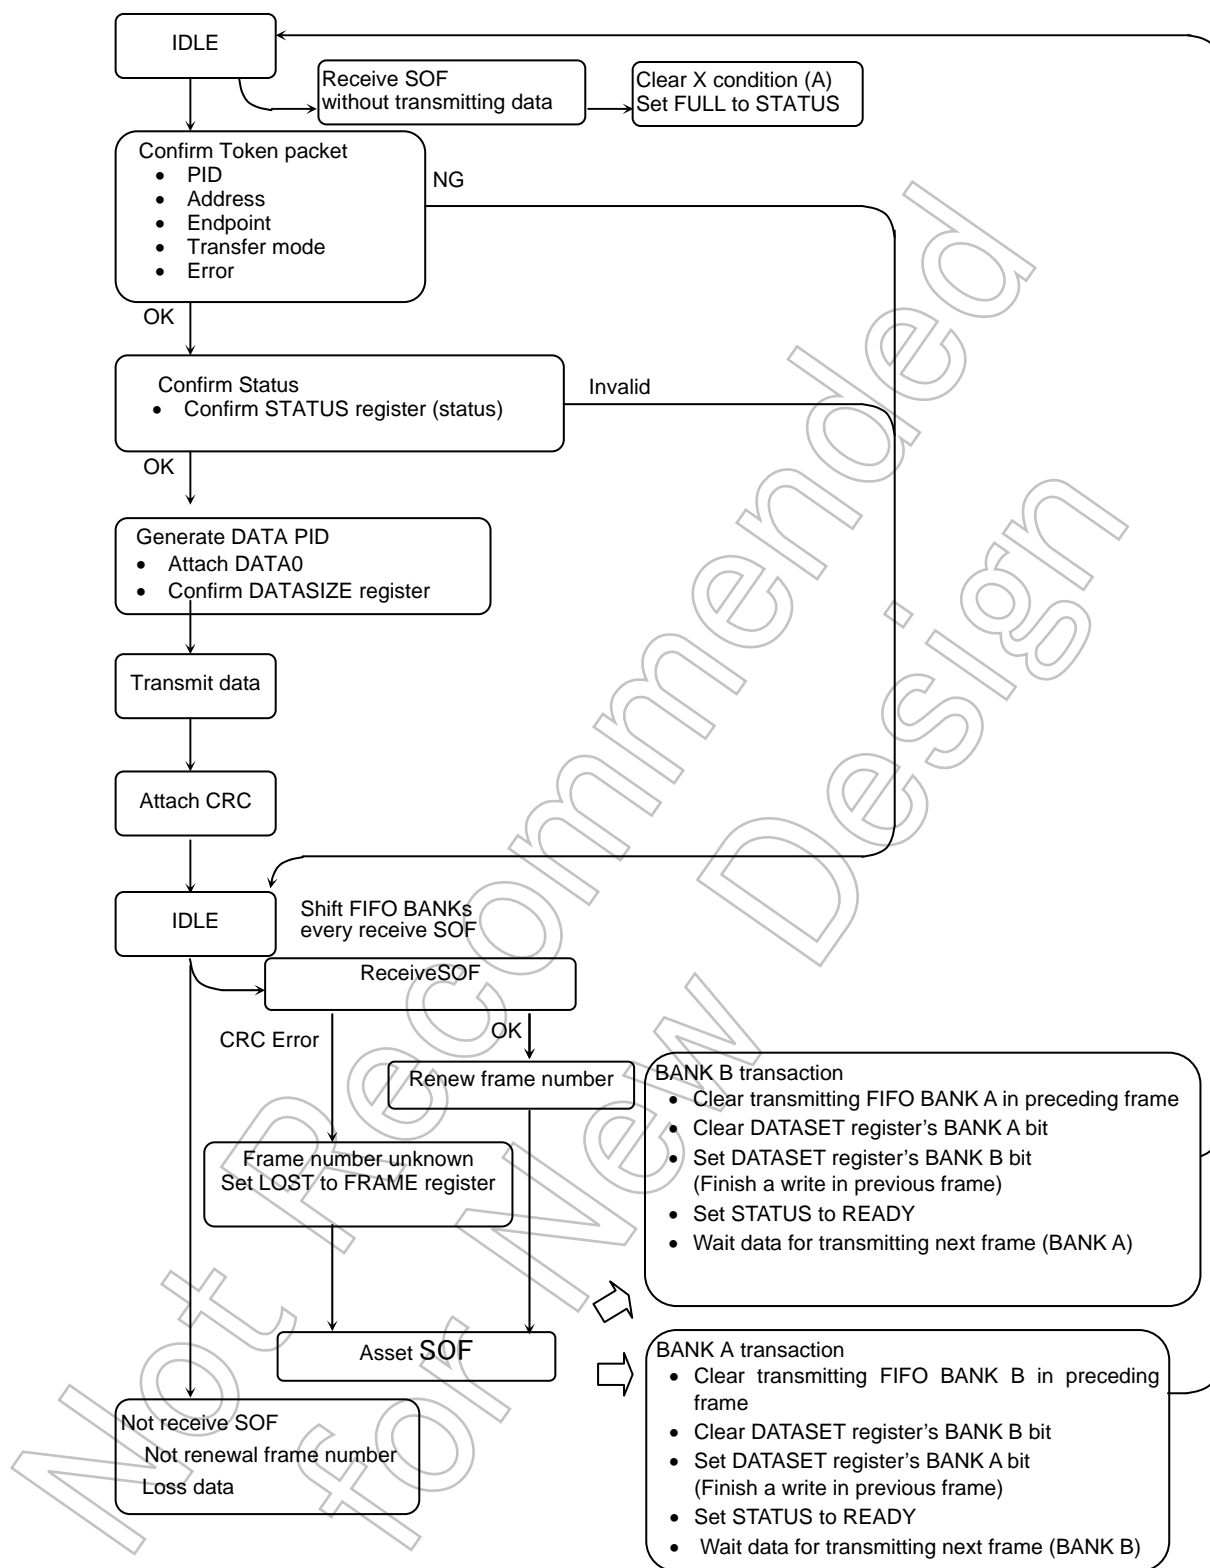 IDLE
Receive SOF
without transmitting data
Clear X condition (A)
Set FULL to STATUS
Confirm Token packet
• PID
• Address
• Endpoint
• Transfer mode
• Error
NG
OK
Confirm Status
• Confirm STATUS register (status)
Invalid
OK
Generate DATA PID
• Attach DATA0
• Confirm DATASIZE register
Transmit data
Attach CRC
IDLE
Shift FIFO BANKs
every receive SOF
ReceiveSOF
CRC Error
OK
Renew frame number
Frame number unknown
Set LOST to FRAME register
Asset SOF
Not receive SOF
Not renewal frame number
Loss data
BANK B transaction
• Clear transmitting FIFO BANK A in preceding frame
• Clear DATASET register's BANK A bit
• Set DATASET register's BANK B bit
(Finish a write in previous frame)
• Set STATUS to READY
• Wait data for transmitting next frame (BANK A)
BANK A transaction
• Clear transmitting FIFO BANK B in preceding
frame
• Clear DATASET register's BANK B bit
• Set DATASET register's BANK A bit
(Finish a write in previous frame)
• Set STATUS to READY
• Wait data for transmitting next frame (BANK B)
Not Recommended
for New Design